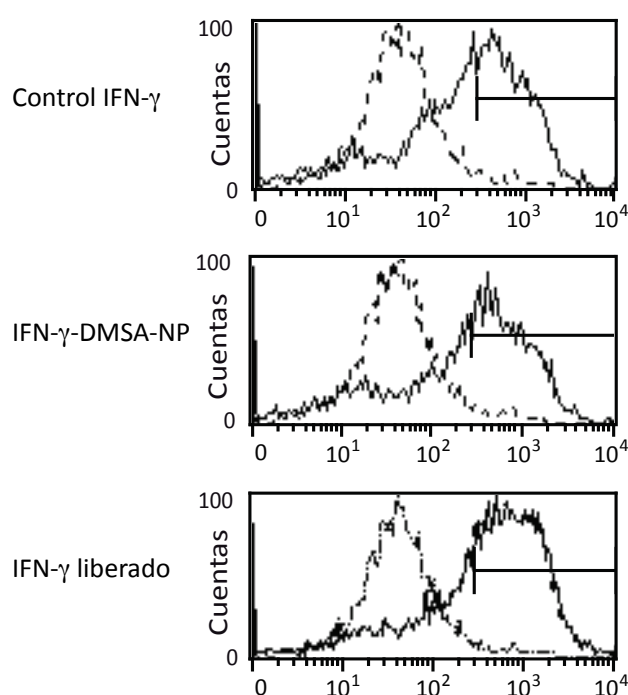 Control IFN-γ
100
Cuentas
0
0 10¹ 10² 10³ 10⁴
IFN-γ-DMSA-NP
100
Cuentas
0
0 10¹ 10² 10³ 10⁴
IFN-γ liberado
100
Cuentas
0
0 10¹ 10² 10³ 10⁴